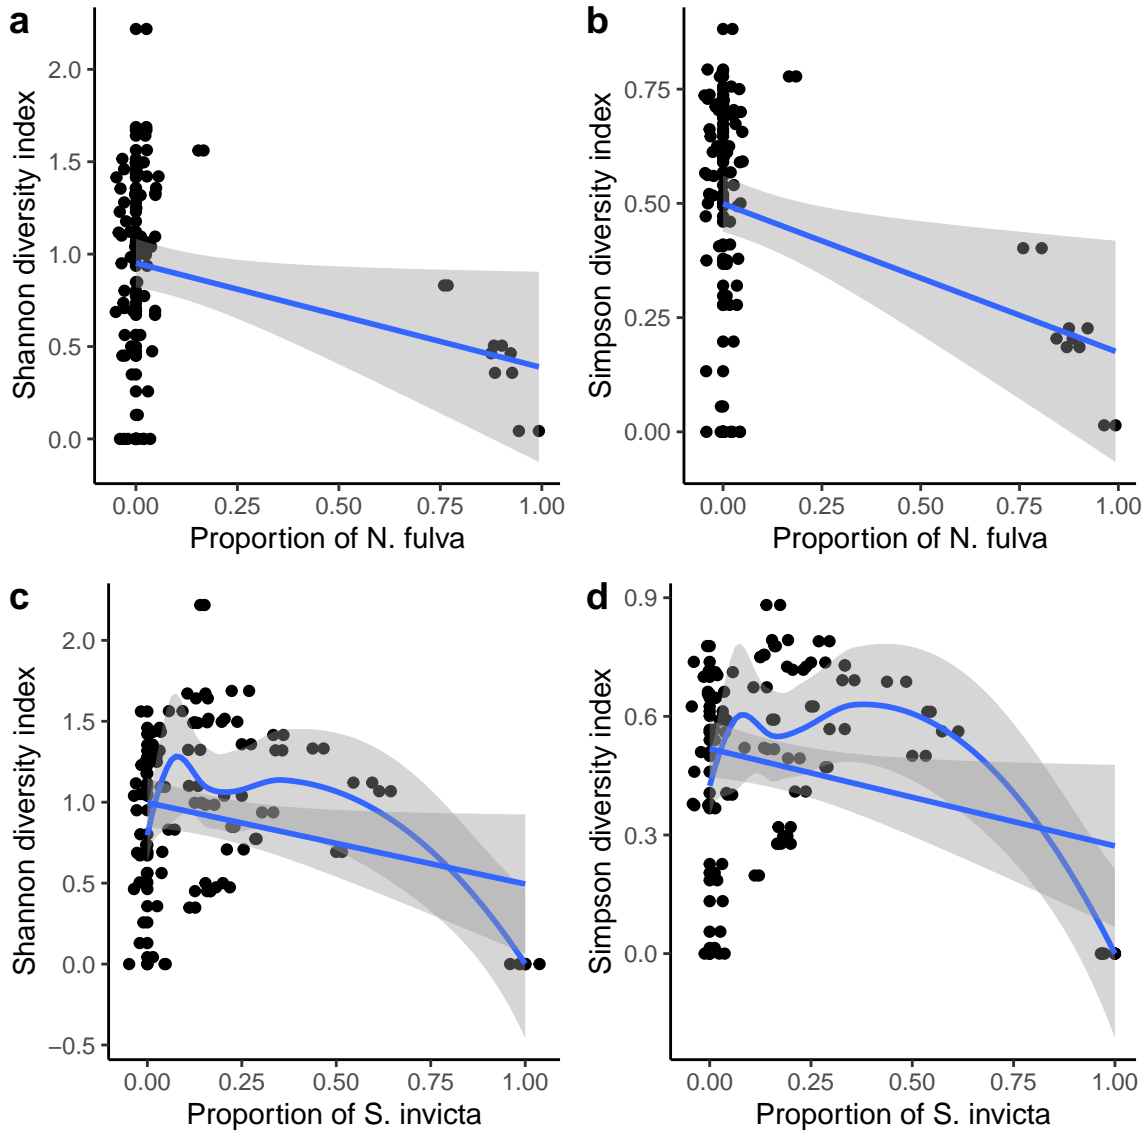 a
Shannon diversity index
2.0
1.5
1.0
0.5
0.0
0.00 0.25 0.50 0.75 1.00
Proportion of N. fulva
b
Simpson diversity index
0.75
0.50
0.25
0.00
0.00 0.25 0.50 0.75 1.00
Proportion of N. fulva
c
Shannon diversity index
2.0
1.5
1.0
0.5
0.0
−0.5
0.00 0.25 0.50 0.75 1.00
Proportion of S. invicta
d
Simpson diversity index
0.9
0.6
0.3
0.0
0.00 0.25 0.50 0.75 1.00
Proportion of S. invicta